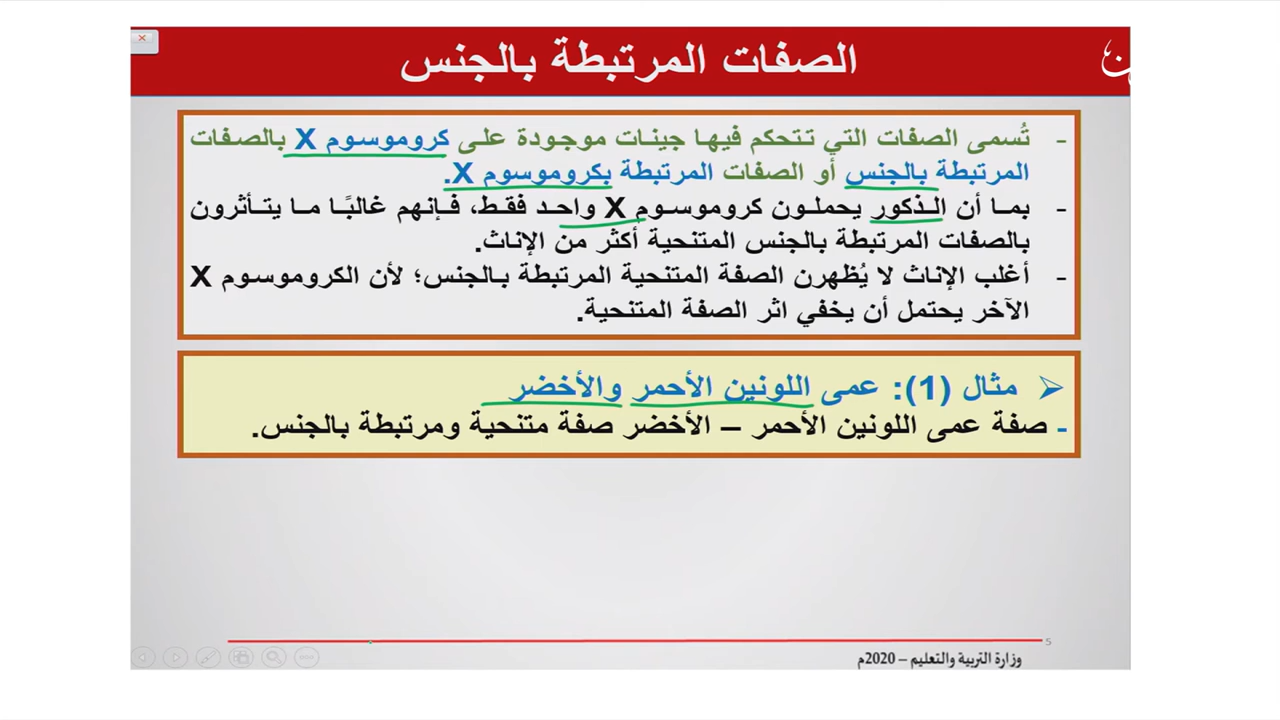 الصفات المرتبطة بالجنس
- تُسمى الصفات التي تتحكم فيها جينات موجودة على كروموسوم X بالصفات
المرتبطة بالجنس أو الصفات المرتبطة بكروموسوم X.
- بما أن الذكور يحملون كروموسوم X واحد فقط، فإنهم غالبًا ما يتأثرون
بالصفات المرتبطة بالجنس المتنحية أكثر من الإناث.
- أغلب الإناث لا يُظهرن الصفة المتنحية المرتبطة بالجنس؛ لأن الكروموسوم X
الآخر يحتمل أن يخفي اثر الصفة المتنحية.
مثال (1): عمى اللونين الأحمر والأخضر
- صفة عمى اللونين الأحمر – الأخضر صفة متنحية ومرتبطة بالجنس.
5
وزارة التربية والتعليم – 2020م